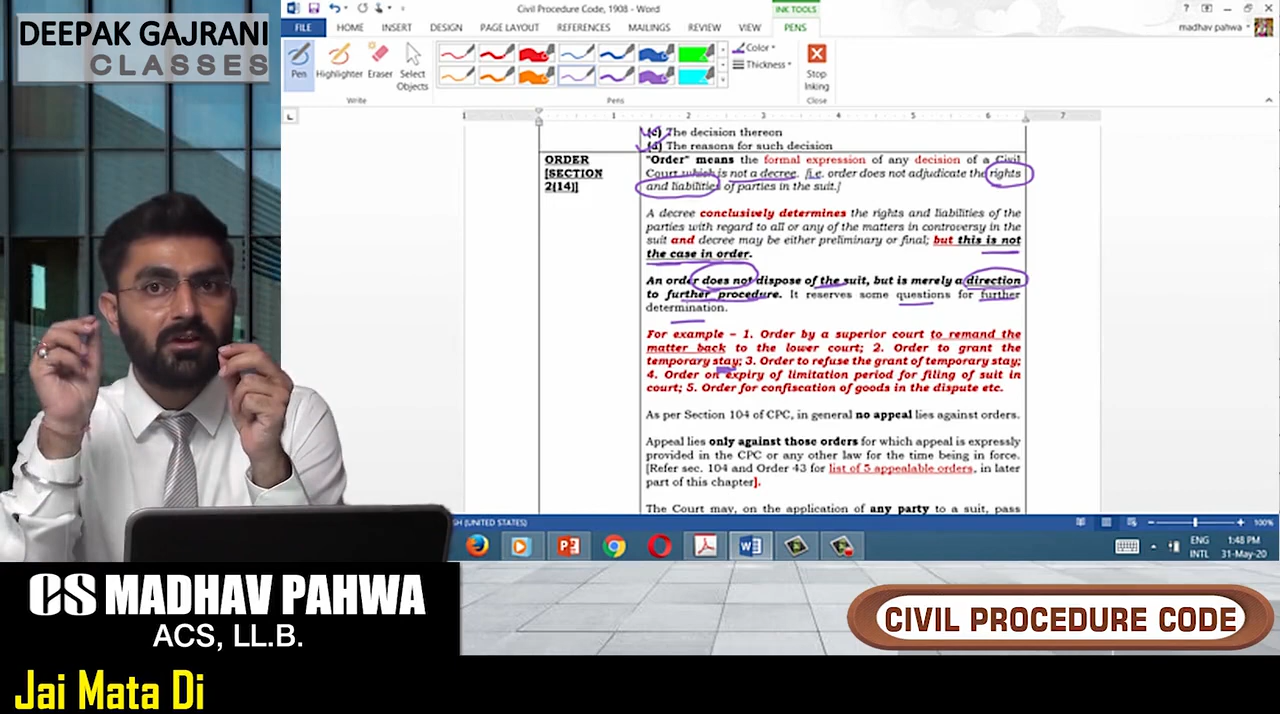 DEEPAK GAJRANI
CLASSES
Civil Procedure Code, 1908 - Word
INK TOOLS
FILE HOME INSERT DESIGN PAGE LAYOUT REFERENCES MAILINGS REVIEW VIEW PENS
madhav pahwa
Pen Highlighter Eraser Select Objects
Color
Thickness
Stop Inking
Write Pens Close
1 1 2 3 4 5 6 7
(c) The decision thereon
(d) The reasons for such decision
ORDER
[SECTION
2(14)]
"Order" means the formal expression of any decision of a Civil
Court which is not a decree. [i.e. order does not adjudicate the rights
and liabilities of parties in the suit.]
A decree conclusively determines the rights and liabilities of the
parties with regard to all or any of the matters in controversy in the
suit and decree may be either preliminary or final; but this is not
the case in order.
An order does not dispose of the suit, but is merely a direction
to further procedure. It reserves some questions for further
determination.
For example – 1. Order by a superior court to remand the
matter back to the lower court; 2. Order to grant the
temporary stay; 3. Order to refuse the grant of temporary stay;
4. Order on expiry of limitation period for filing of suit in
court; 5. Order for confiscation of goods in the dispute etc.
As per Section 104 of CPC, in general no appeal lies against orders.
Appeal lies only against those orders for which appeal is expressly
provided in the CPC or any other law for the time being in force.
[Refer sec. 104 and Order 43 for list of 5 appealable orders, in later
part of this chapter].
The Court may, on the application of any party to a suit, pass
SH (UNITED STATES)
100%
ENG
INTL
1:48 PM
31-May-20
CS MADHAV PAHWA
ACS, LL.B.
CIVIL PROCEDURE CODE
Jai Mata Di